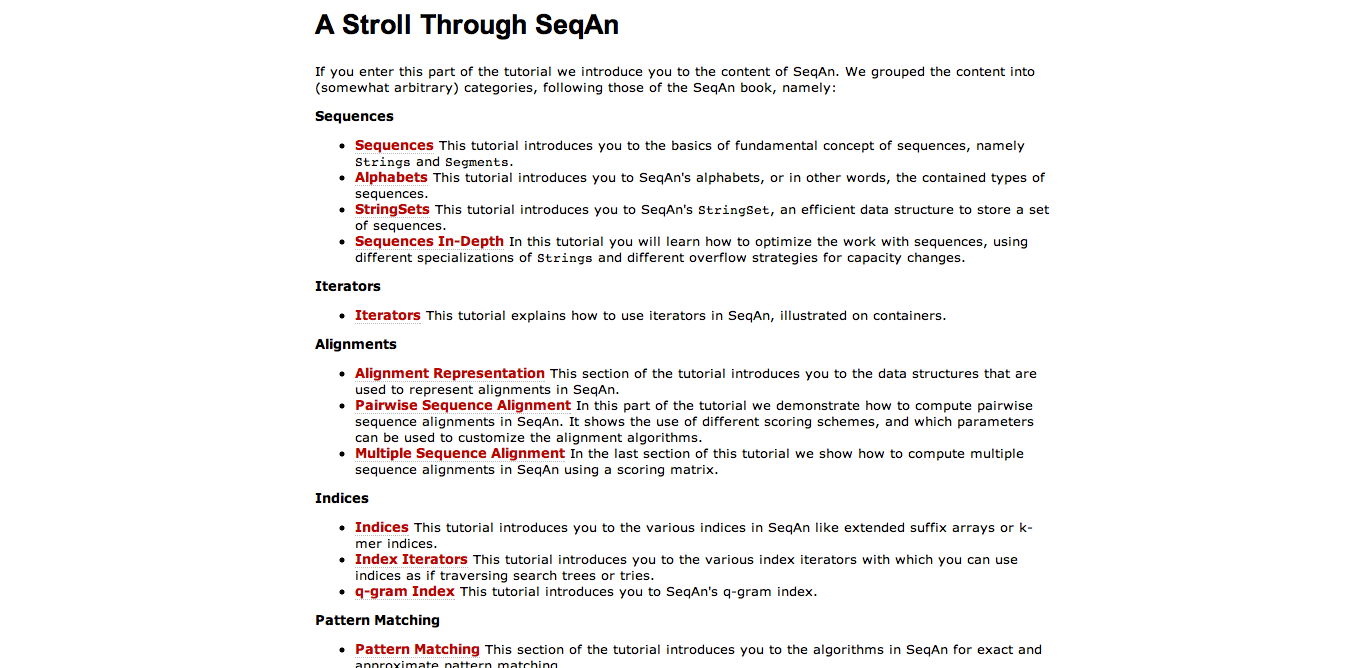 A Stroll Through SeqAn
If you enter this part of the tutorial we introduce you to the content of SeqAn. We grouped the content into
(somewhat arbitrary) categories, following those of the SeqAn book, namely:
Sequences
Sequences This tutorial introduces you to the basics of fundamental concept of sequences, namely
Strings and Segments.
Alphabets This tutorial introduces you to SeqAn's alphabets, or in other words, the contained types of
sequences.
StringSets This tutorial introduces you to SeqAn's StringSet, an efficient data structure to store a set
of sequences.
Sequences In-Depth In this tutorial you will learn how to optimize the work with sequences, using
different specializations of Strings and different overflow strategies for capacity changes.
Iterators
Iterators This tutorial explains how to use iterators in SeqAn, illustrated on containers.
Alignments
Alignment Representation This section of the tutorial introduces you to the data structures that are
used to represent alignments in SeqAn.
Pairwise Sequence Alignment In this part of the tutorial we demonstrate how to compute pairwise
sequence alignments in SeqAn. It shows the use of different scoring schemes, and which parameters
can be used to customize the alignment algorithms.
Multiple Sequence Alignment In the last section of this tutorial we show how to compute multiple
sequence alignments in SeqAn using a scoring matrix.
Indices
Indices This tutorial introduces you to the various indices in SeqAn like extended suffix arrays or k-
mer indices.
Index Iterators This tutorial introduces you to the various index iterators with which you can use
indices as if traversing search trees or tries.
q-gram Index This tutorial introduces you to SeqAn's q-gram index.
Pattern Matching
Pattern Matching This section of the tutorial introduces you to the algorithms in SeqAn for exact and
approximate pattern matching.